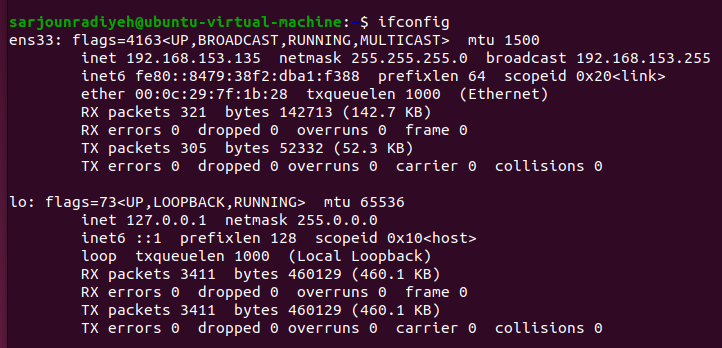 sarjounradiyeh@ubuntu-virtual-machine:~$ ifconfig
ens33: flags=4163<UP,BROADCAST,RUNNING,MULTICAST>  mtu 1500
        inet 192.168.153.135  netmask 255.255.255.0  broadcast 192.168.153.255
        inet6 fe80::8479:38f2:dba1:f388  prefixlen 64  scopeid 0x20<link>
        ether 00:0c:29:7f:1b:28  txqueuelen 1000  (Ethernet)
        RX packets 321  bytes 142713 (142.7 KB)
        RX errors 0  dropped 0  overruns 0  frame 0
        TX packets 305  bytes 52332 (52.3 KB)
        TX errors 0  dropped 0 overruns 0  carrier 0  collisions 0

lo: flags=73<UP,LOOPBACK,RUNNING>  mtu 65536
        inet 127.0.0.1  netmask 255.0.0.0
        inet6 ::1  prefixlen 128  scopeid 0x10<host>
        loop  txqueuelen 1000  (Local Loopback)
        RX packets 3411  bytes 460129 (460.1 KB)
        RX errors 0  dropped 0  overruns 0  frame 0
        TX packets 3411  bytes 460129 (460.1 KB)
        TX errors 0  dropped 0 overruns 0  carrier 0  collisions 0